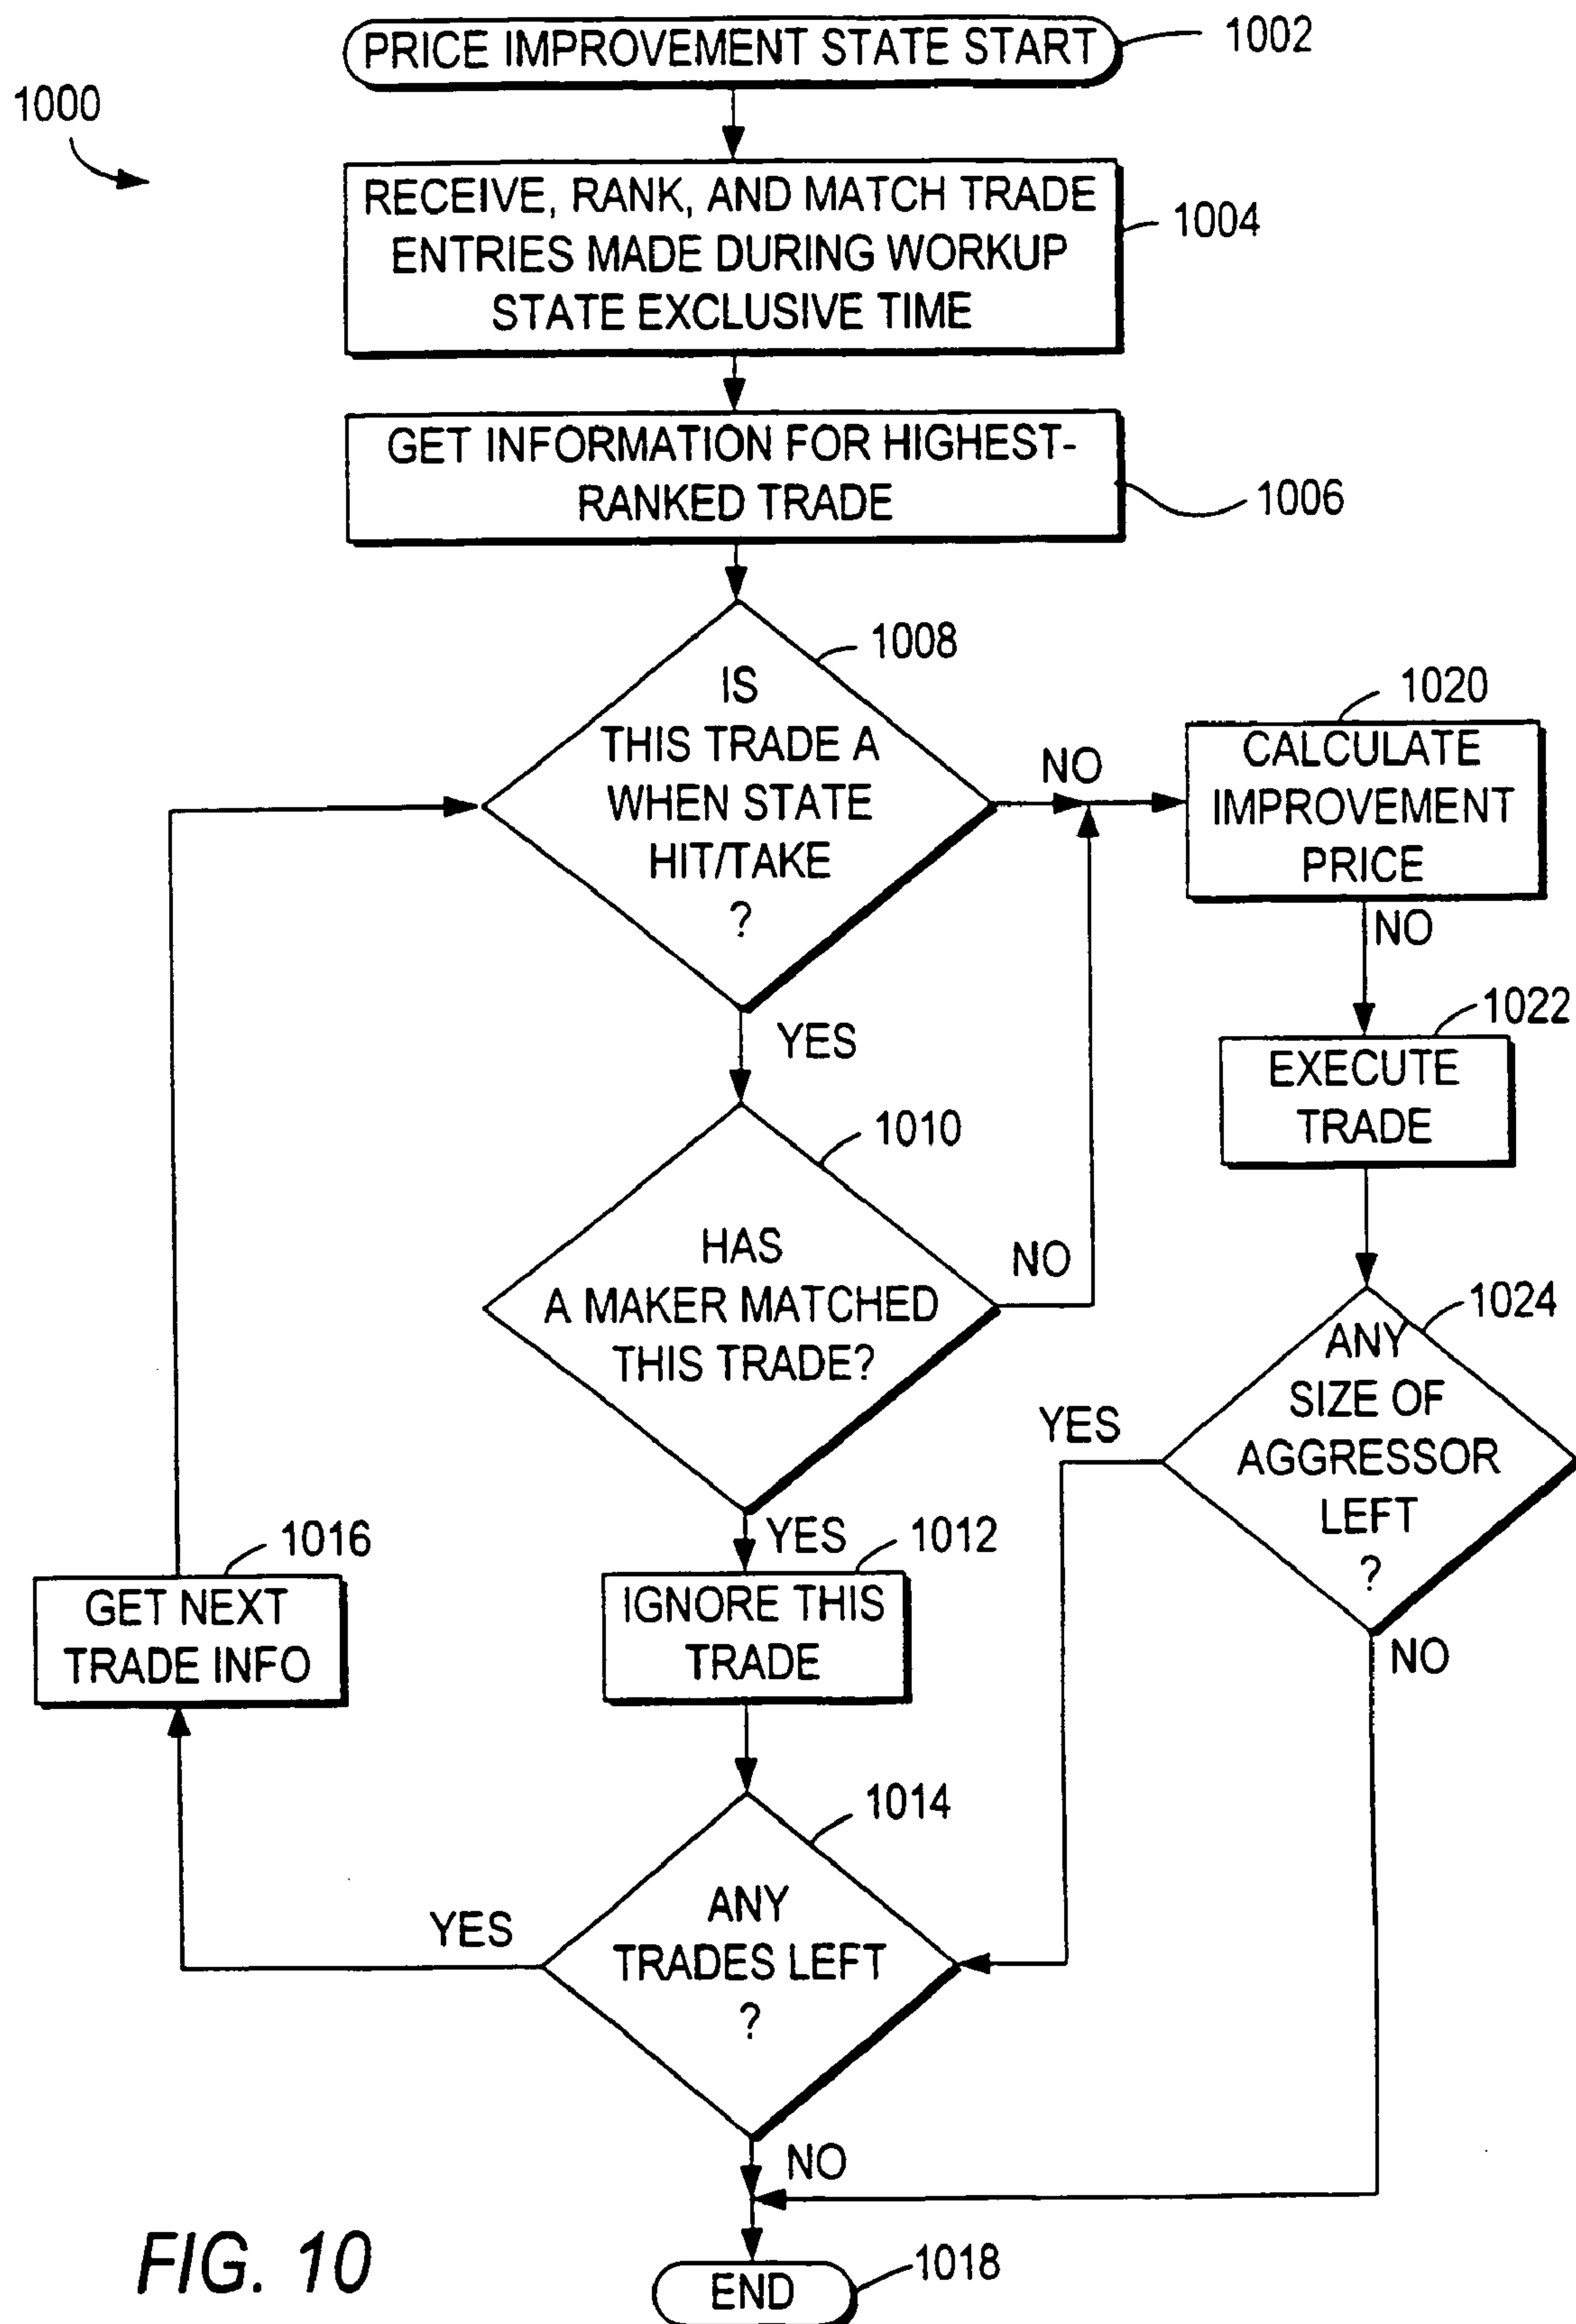 PRICE IMPROVEMENT STATE START
1002
1000
RECEIVE, RANK, AND MATCH TRADE
ENTRIES MADE DURING WORKUP
STATE EXCLUSIVE TIME
1004
GET INFORMATION FOR HIGHEST-
RANKED TRADE
1006
1008
IS
THIS TRADE A
WHEN STATE
HIT/TAKE
?
NO
1020
CALCULATE
IMPROVEMENT
PRICE
NO
YES
1022
EXECUTE
TRADE
1010
HAS
A MAKER MATCHED
THIS TRADE?
NO
1024
ANY
SIZE OF
AGGRESSOR
LEFT
?
YES
NO
YES
1012
IGNORE THIS
TRADE
1016
GET NEXT
TRADE INFO
1014
ANY
TRADES LEFT
?
YES
NO
END
1018
FIG. 10